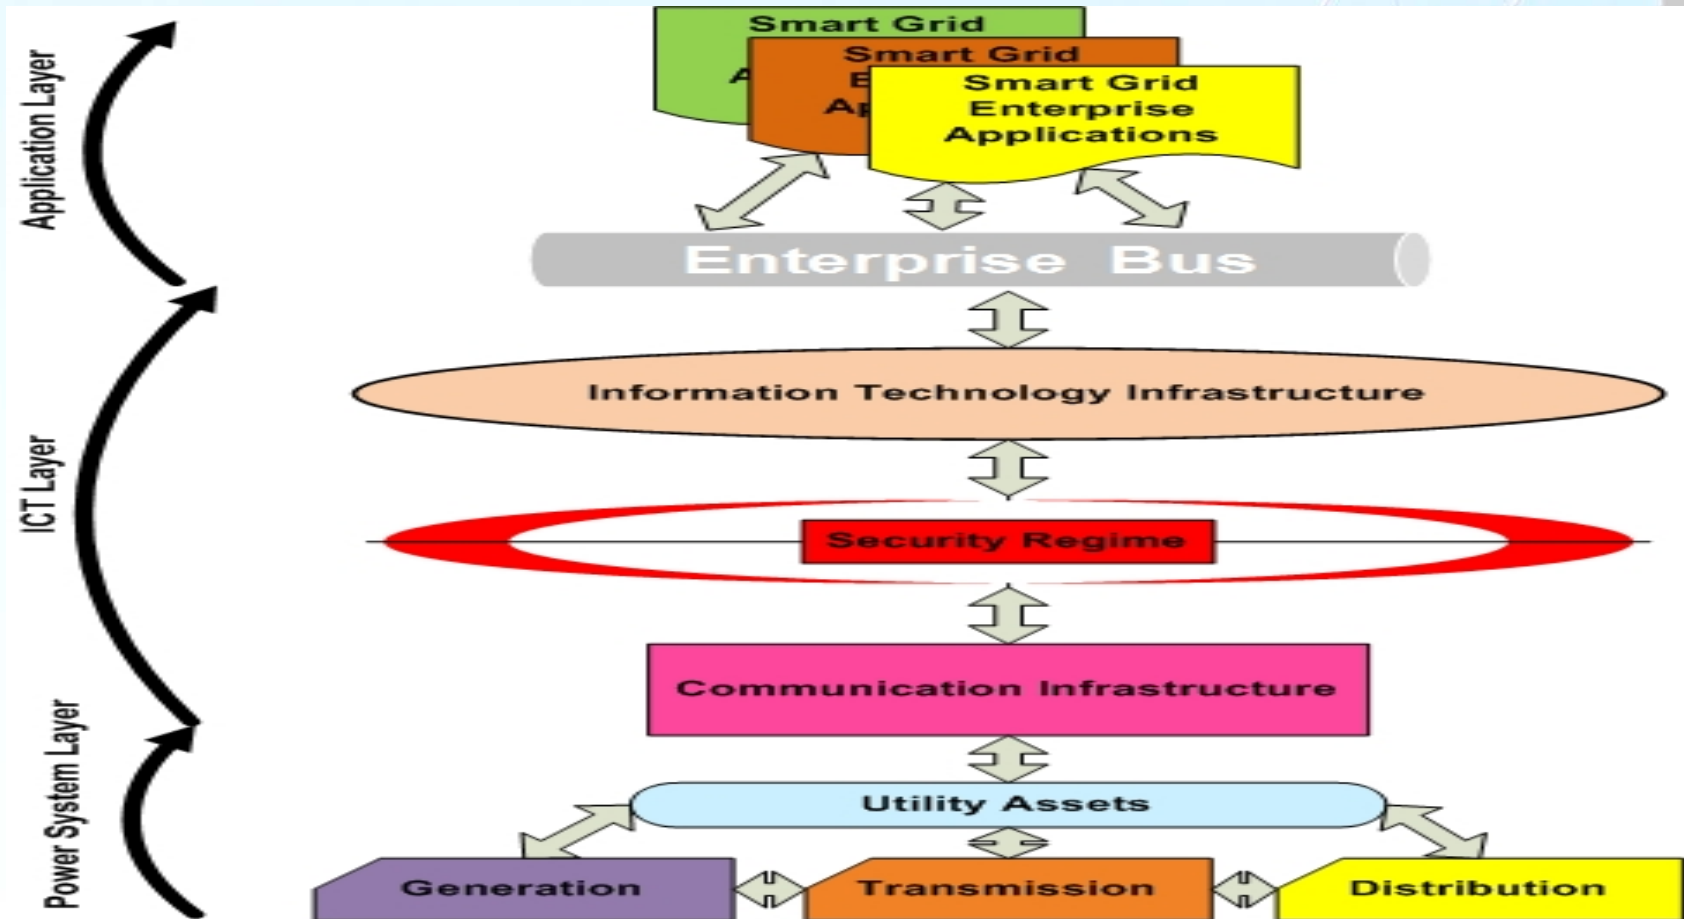 Smart Grid
Smart Grid
Smart Grid
Enterprise
Applications
Application Layer
Enterprise Bus
Information Technology Infrastructure
ICT Layer
Security Regime
Communication Infrastructure
Power System Layer
Utility Assets
Generation
Transmission
Distribution